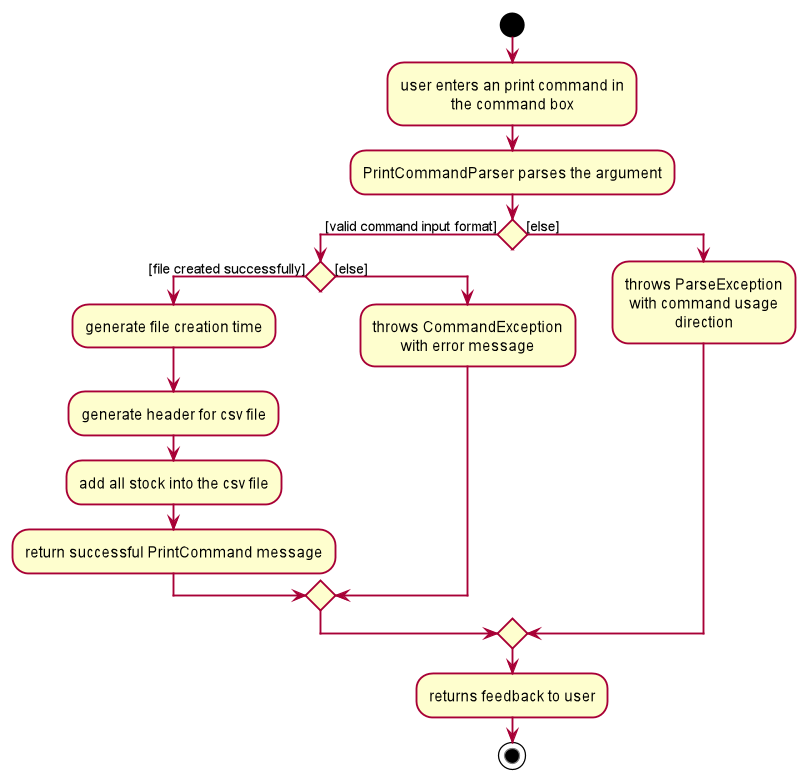 user enters an print command in
the command box
PrintCommandParser parses the argument
[valid command input format]
[else]
[file created successfully]
[else]
generate file creation time
throws CommandException
with error message
throws ParseException
with command usage
direction
generate header for csv file
add all stock into the csv file
return successful PrintCommand message
returns feedback to user